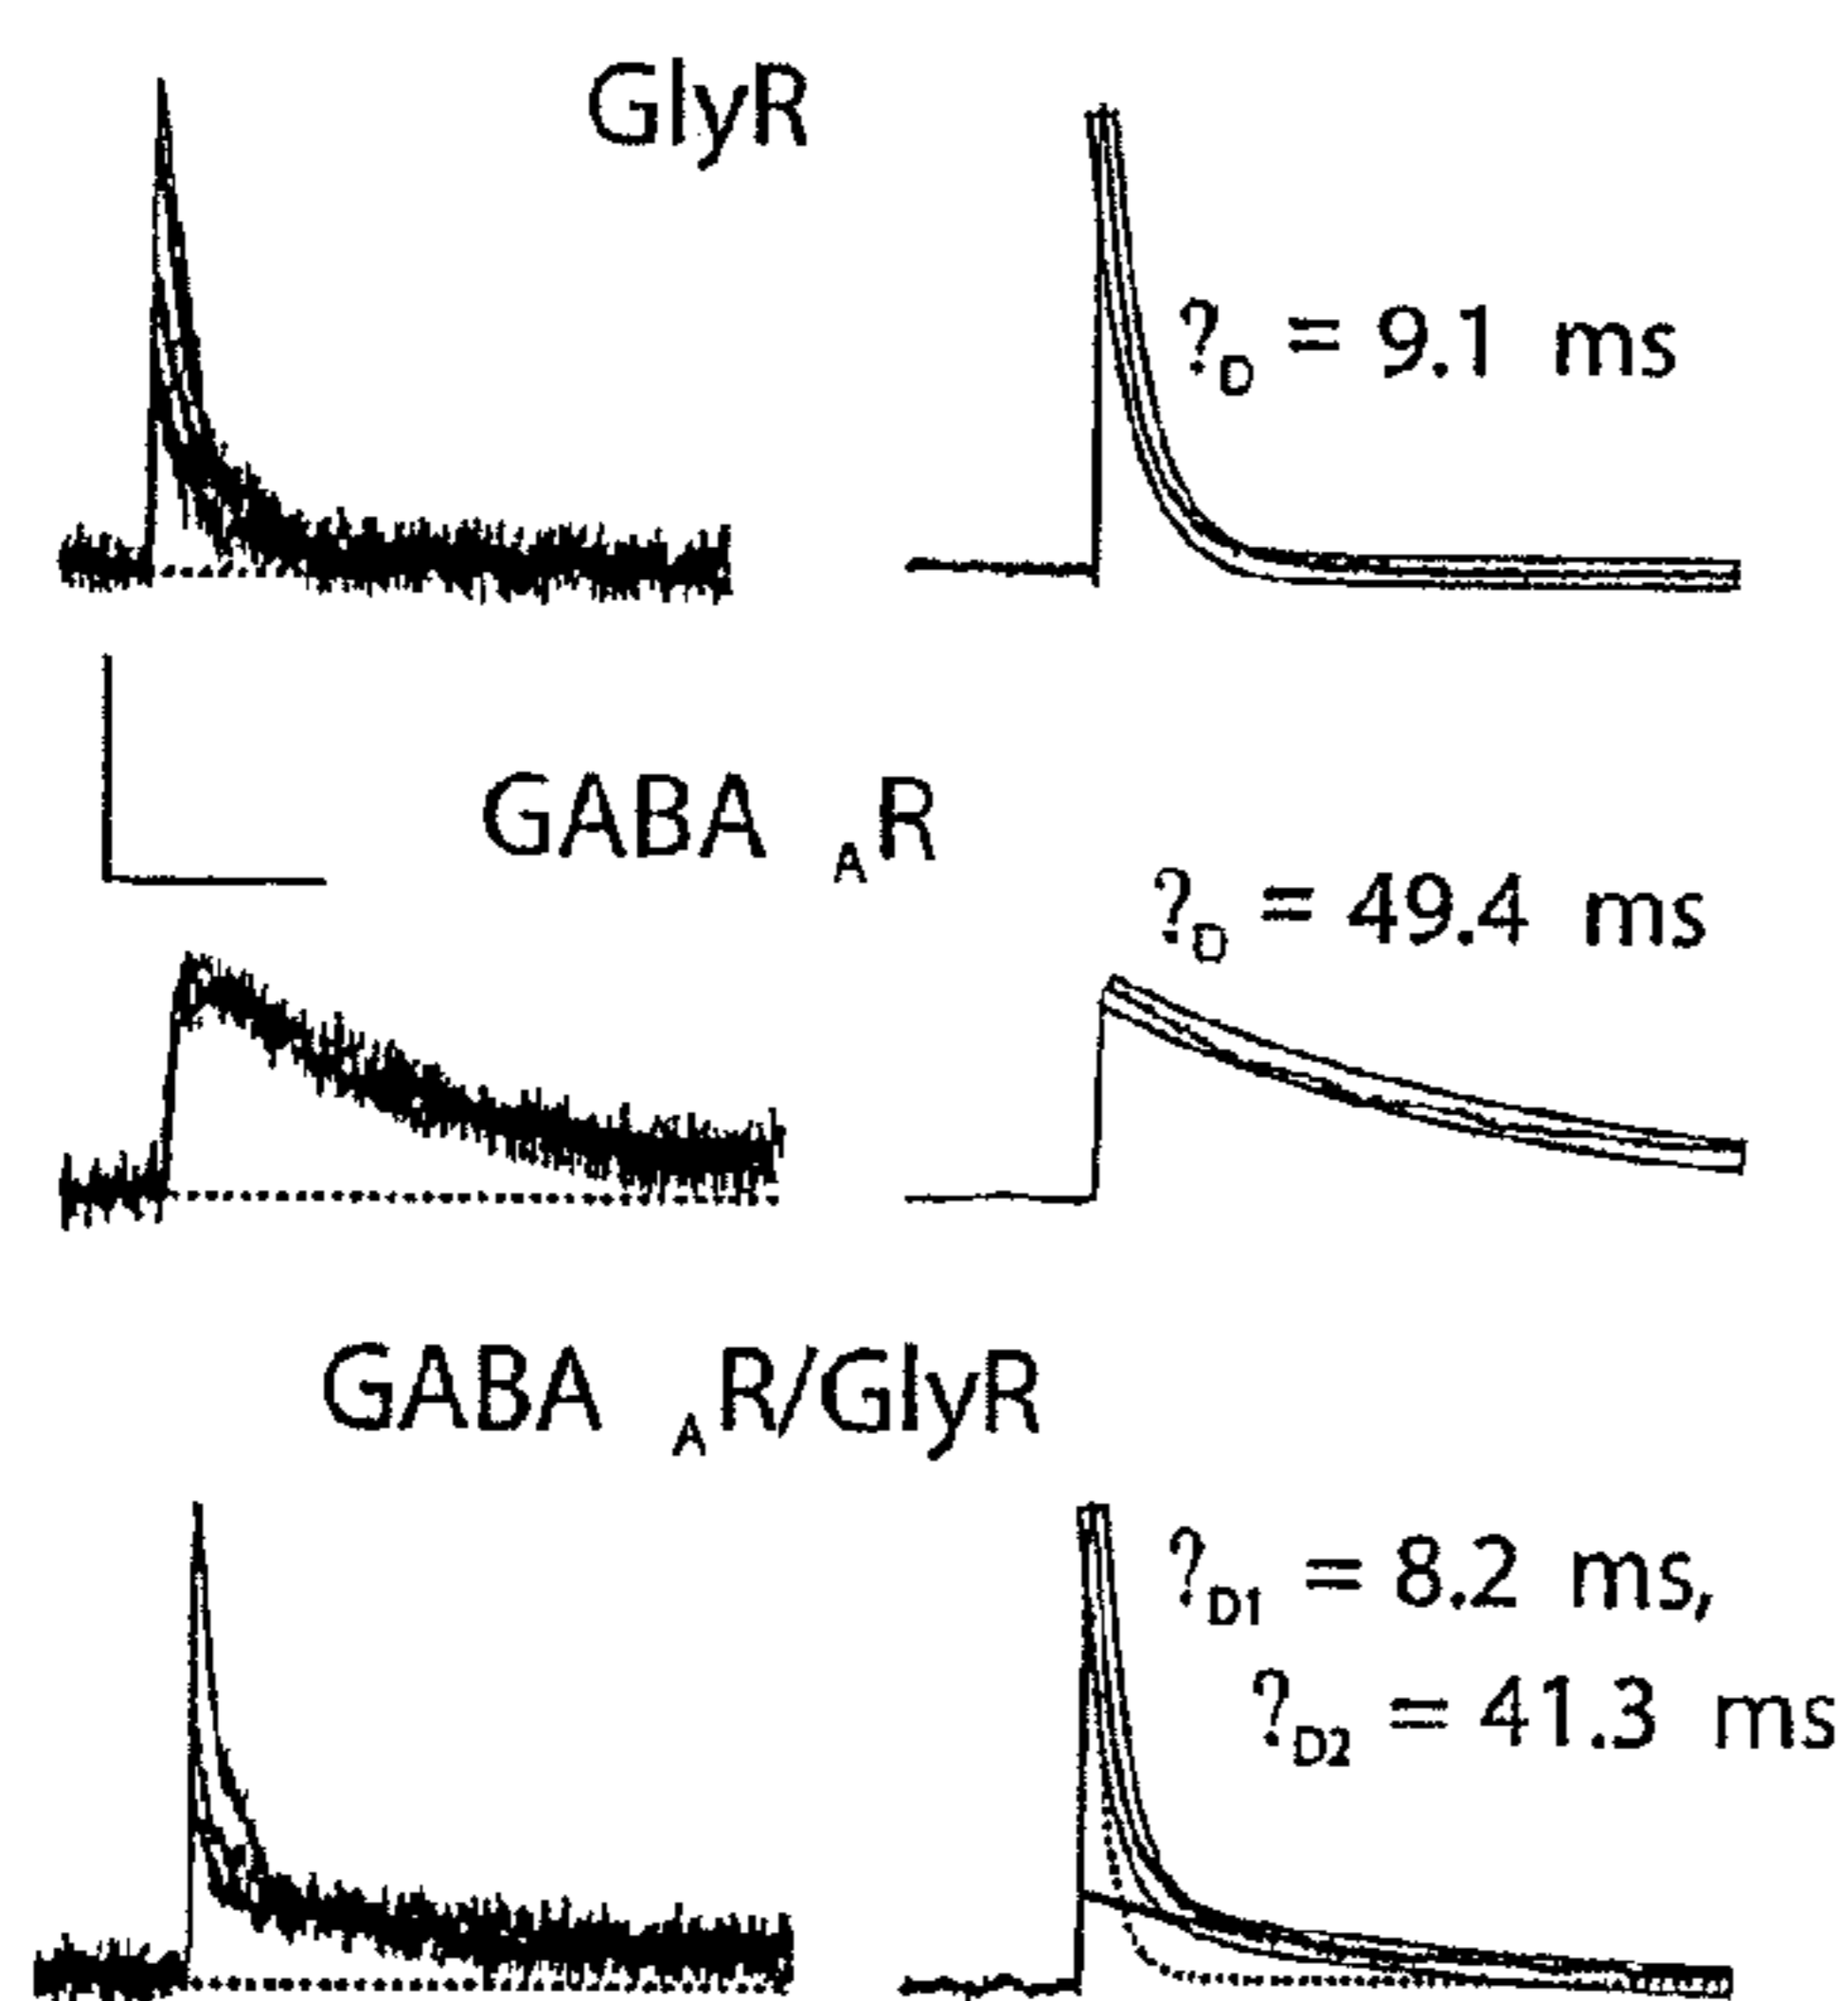 GlyR
?D = 9.1 ms
GABA AR
?D = 49.4 ms
GABA AR/GlyR
?D1 = 8.2 ms,
?D2 = 41.3 ms